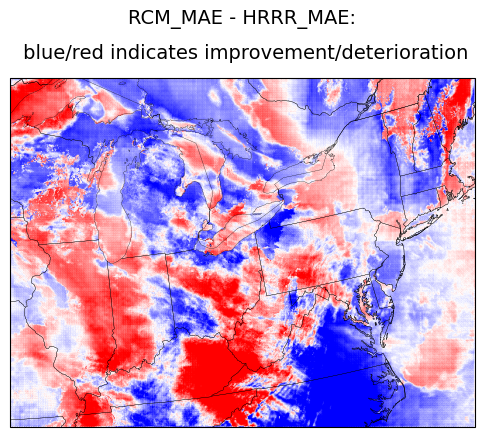 RCM_MAE - HRRR_MAE:
blue/red indicates improvement/deterioration